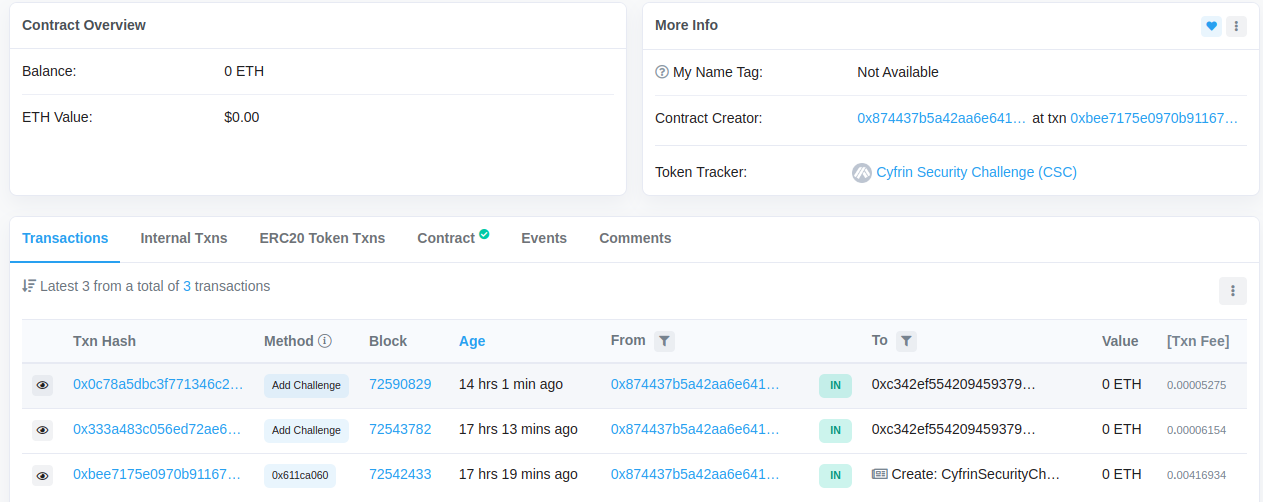 Contract Overview
Balance: 0 ETH
ETH Value: $0.00
More Info
My Name Tag: Not Available
Contract Creator: 0x874437b5a42aa6e641... at txn 0xbee7175e0970b91167...
Token Tracker: Cyfrin Security Challenge (CSC)
Transactions Internal Txns ERC20 Token Txns Contract Events Comments
Latest 3 from a total of 3 transactions
Txn Hash Method Block Age From To Value [Txn Fee]
0x0c78a5dbc3f771346c2... Add Challenge 72590829 14 hrs 1 min ago 0x874437b5a42aa6e641... IN 0xc342ef554209459379... 0 ETH 0.00005275
0x333a483c056ed72ae6... Add Challenge 72543782 17 hrs 13 mins ago 0x874437b5a42aa6e641... IN 0xc342ef554209459379... 0 ETH 0.00006154
0xbee7175e0970b91167... 0x611ca060 72542433 17 hrs 19 mins ago 0x874437b5a42aa6e641... IN Create: CyfrinSecurityCh... 0 ETH 0.00416934